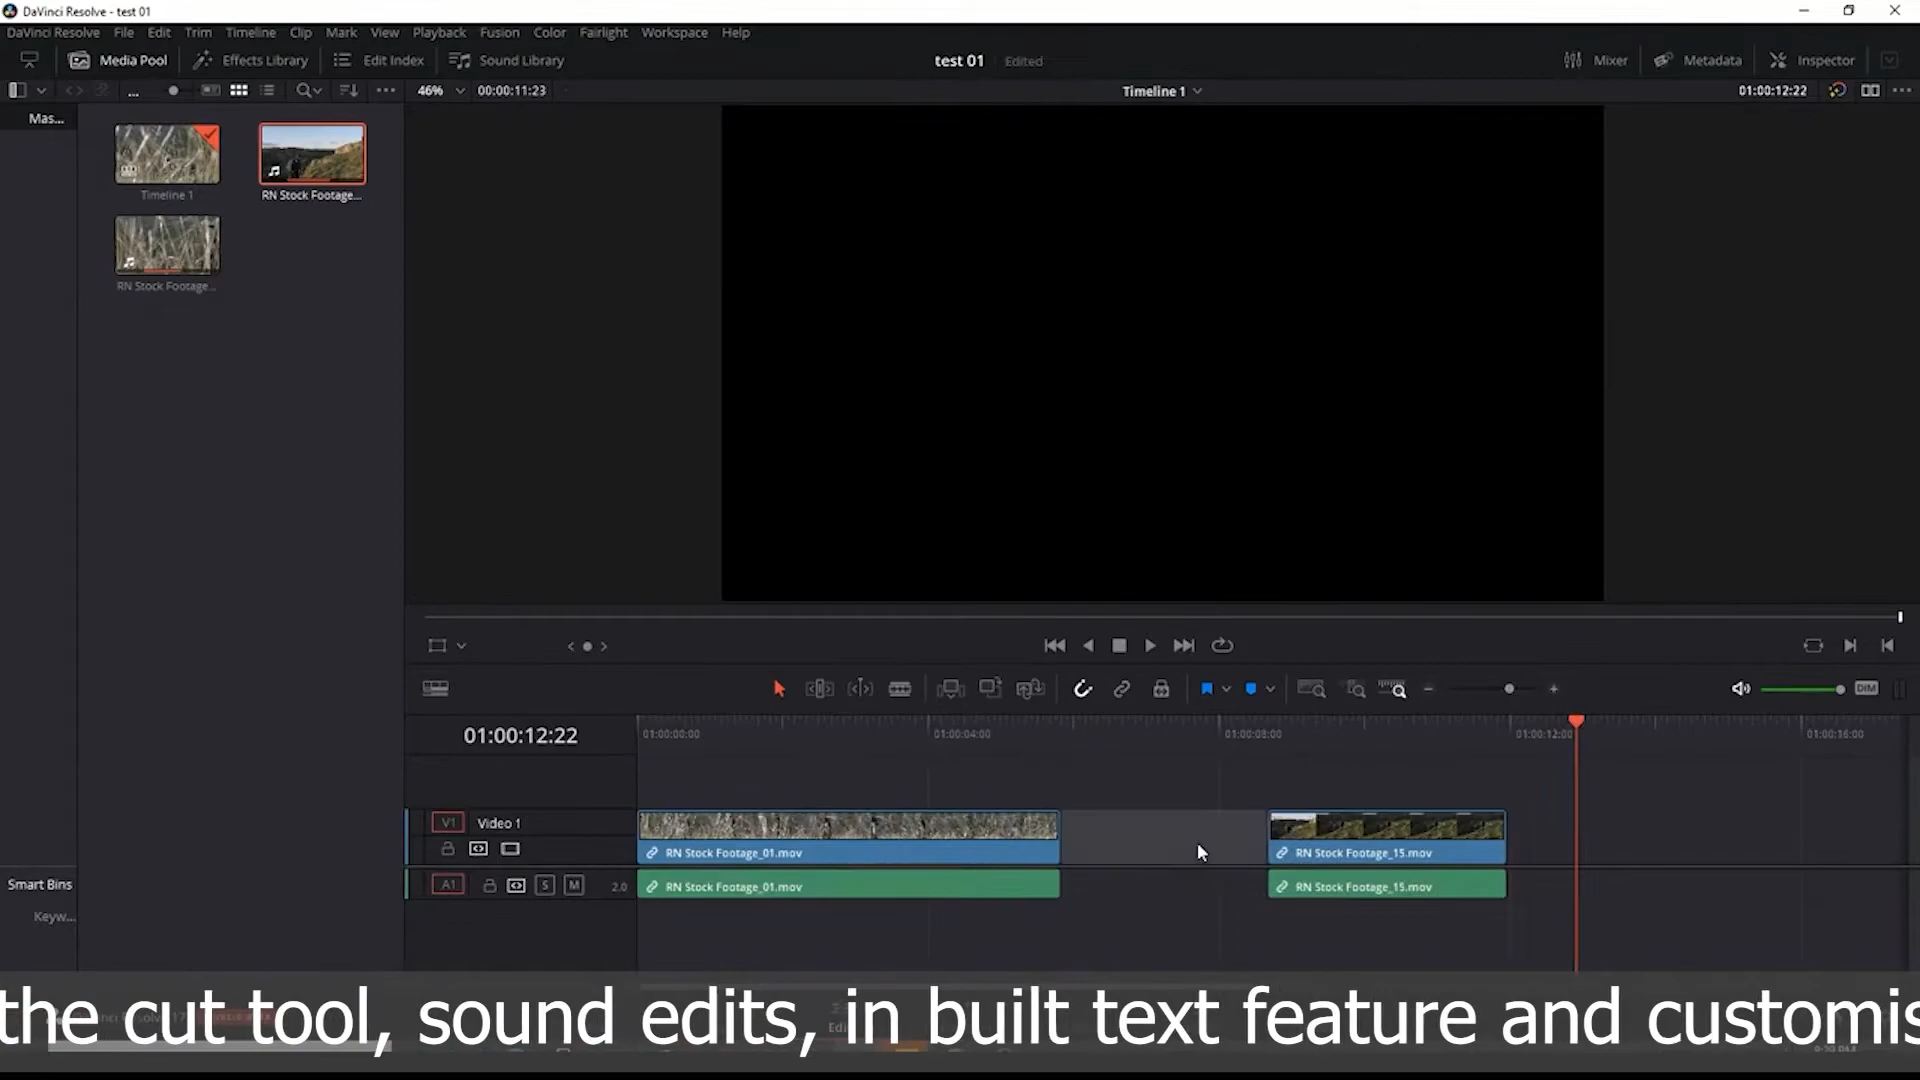 DaVinci Resolve - test 01
DaVinci Resolve File Edit Trim Timeline Clip Mark View Playback Fusion Color Fairlight Workspace Help
Media Pool Effects Library Edit Index Sound Library test 01 Edited Mixer Metadata Inspector
... 46% 00:00:11:23 Timeline 1 01:00:12:22
Mas...
Timeline 1 RN Stock Footage...
RN Stock Footage...
DIM
01:00:12:22 01:00:00:00 01:00:04:00 01:00:08:00 01:00:12:00 01:00:16:00
V1 Video 1
RN Stock Footage_01.mov RN Stock Footage_15.mov
A1 S M 2.0 RN Stock Footage_01.mov RN Stock Footage_15.mov
Smart Bins
Keyw...
the cut tool, sound edits, in built text feature and customis